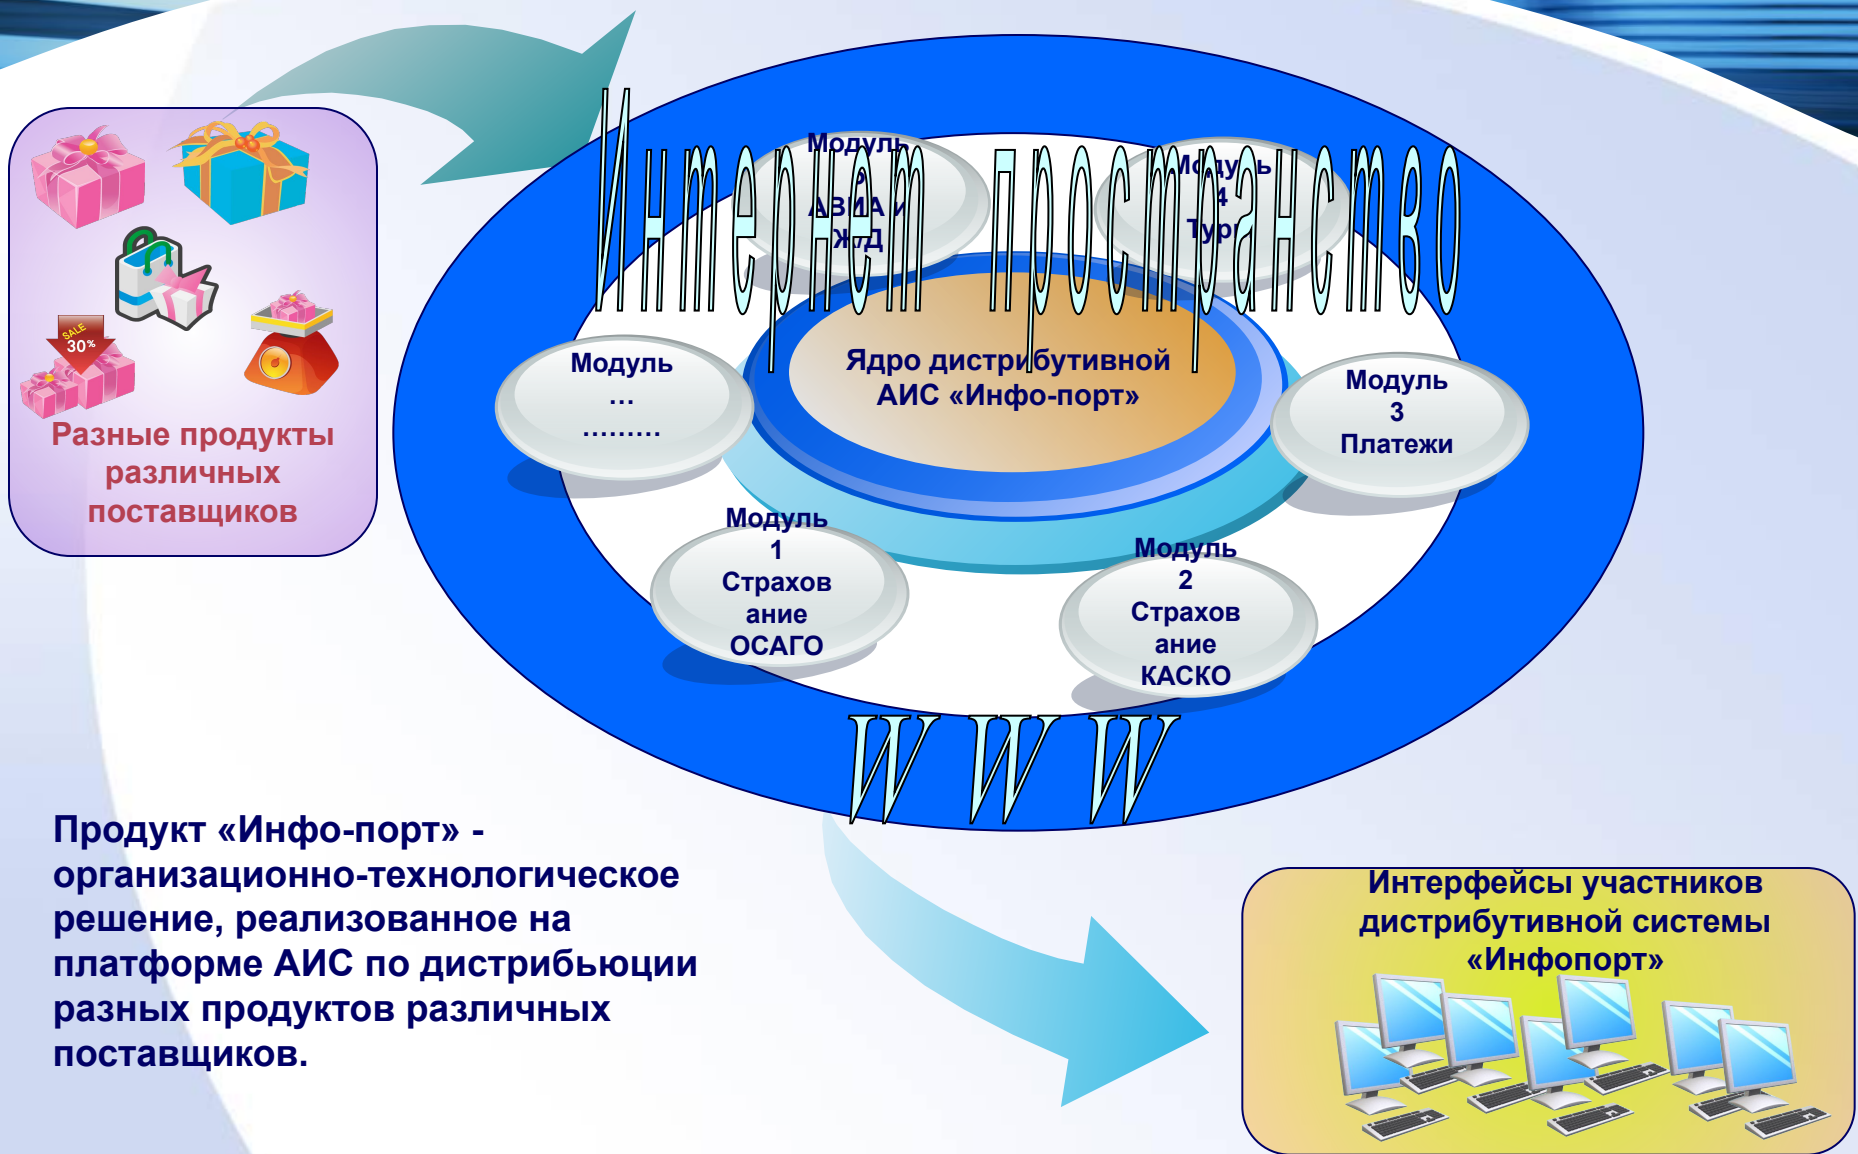 Интернет пространство
Модуль
5
АВИА и
Ж/Д
Модуль
4
Туры
SALE
30%
Разные продукты
различных
поставщиков
Модуль
...
.........
Ядро дистрибутивной
АИС «Инфо-порт»
Модуль
3
Платежи
Модуль
1
Страхов
ание
ОСАГО
Модуль
2
Страхов
ание
КАСКО
W W W
Продукт «Инфо-порт» -
организационно-технологическое
решение, реализованное на
платформе АИС по дистрибьюции
разных продуктов различных
поставщиков.
Интерфейсы участников
дистрибутивной системы
«Инфопорт»